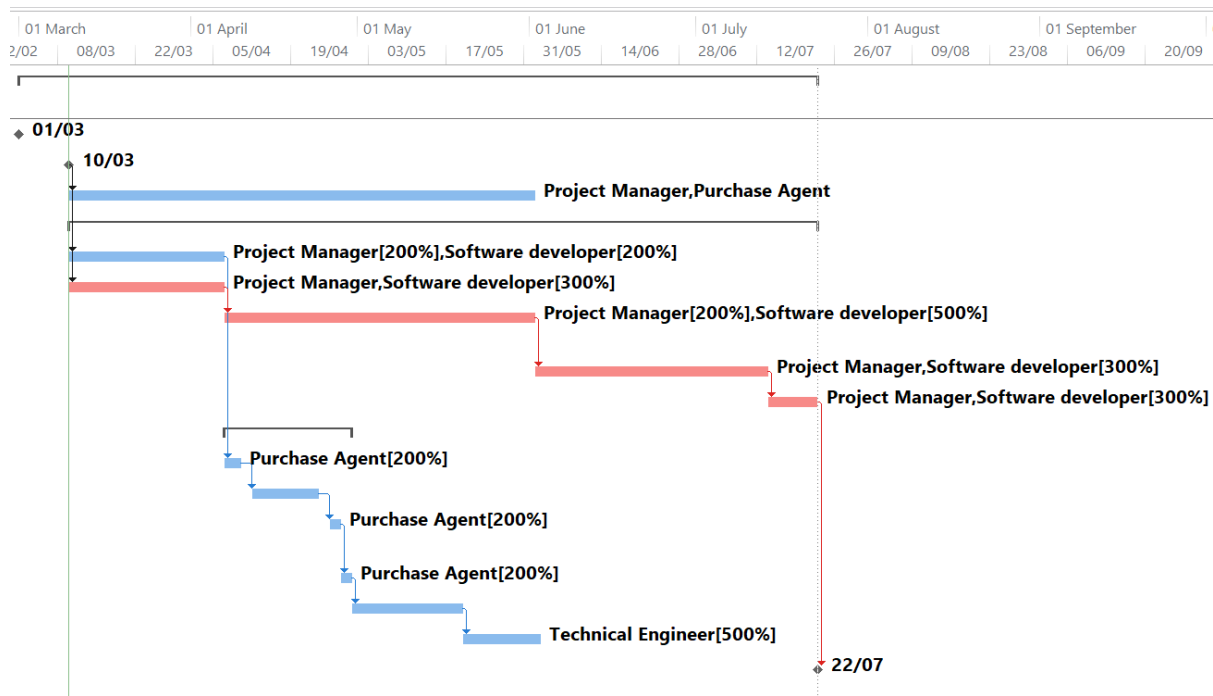 01 March 01 April 01 May 01 June 01 July 01 August 01 September
2/02 08/03 22/03 05/04 19/04 03/05 17/05 31/05 14/06 28/06 12/07 26/07 09/08 23/08 06/09 20/09
01/03
10/03
Project Manager,Purchase Agent
Project Manager[200%],Software developer[200%]
Project Manager,Software developer[300%]
Project Manager[200%],Software developer[500%]
Project Manager,Software developer[300%]
Project Manager,Software developer[300%]
Purchase Agent[200%]
Purchase Agent[200%]
Purchase Agent[200%]
Technical Engineer[500%]
22/07